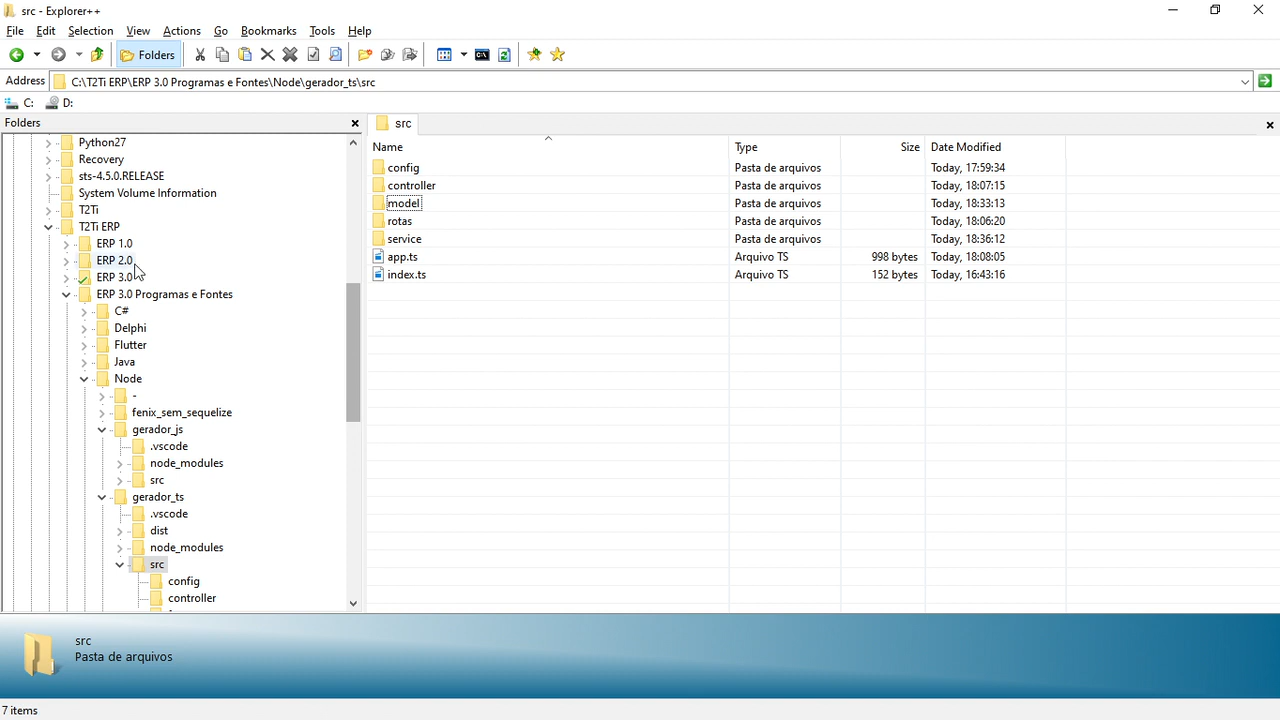 src - Explorer++
File Edit Selection View Actions Go Bookmarks Tools Help
Folders
Address C:\T2Ti ERP\ERP 3.0 Programas e Fontes\Node\gerador_ts\src
C: D:
Folders
Python27
Recovery
sts-4.5.0.RELEASE
System Volume Information
T2Ti
T2Ti ERP
ERP 1.0
ERP 2.0
ERP 3.0
ERP 3.0 Programas e Fontes
C#
Delphi
Flutter
Java
Node
-
fenix_sem_sequelize
gerador_js
.vscode
node_modules
src
gerador_ts
.vscode
dist
node_modules
src
config
controller
src
Name Type Size Date Modified
config Pasta de arquivos Today, 17:59:34
controller Pasta de arquivos Today, 18:07:15
model Pasta de arquivos Today, 18:33:13
rotas Pasta de arquivos Today, 18:06:20
service Pasta de arquivos Today, 18:36:12
app.ts Arquivo TS 998 bytes Today, 18:08:05
index.ts Arquivo TS 152 bytes Today, 16:43:16
src
Pasta de arquivos
7 items